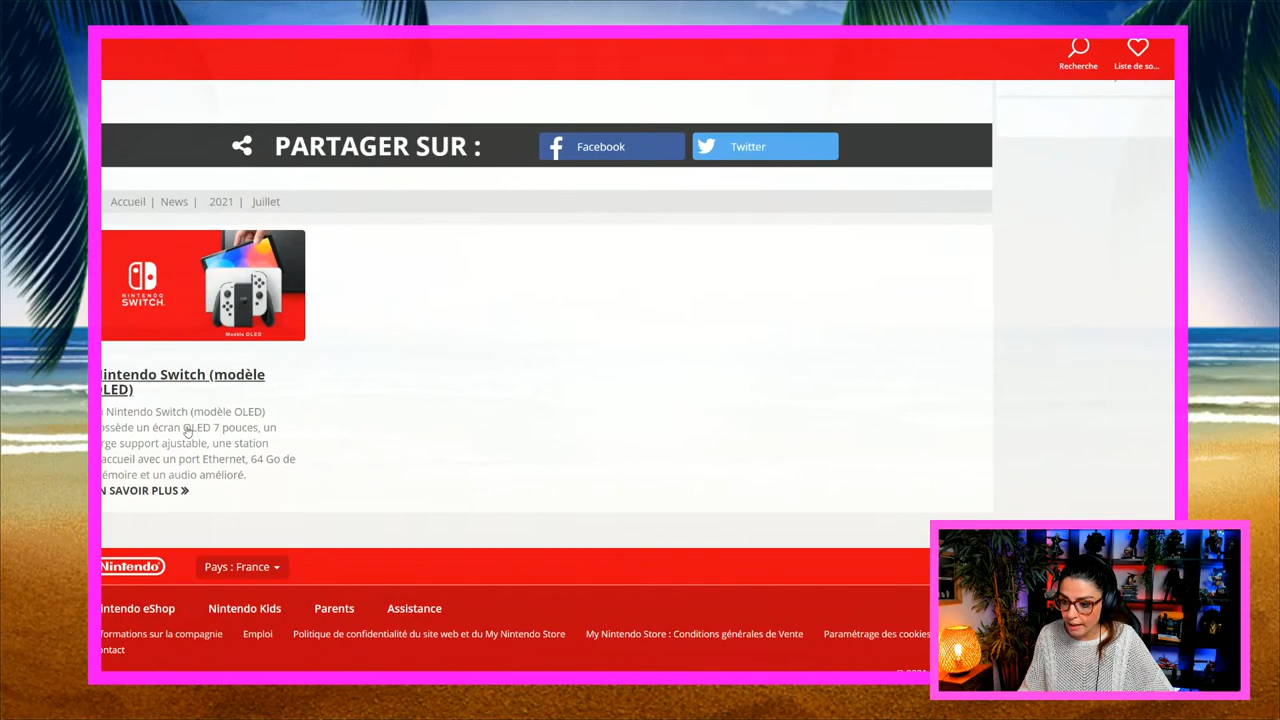 Recherche
Liste de so...
PARTAGER SUR :
Facebook
Twitter
Accueil | News | 2021 | Juillet
NINTENDO
SWITCH
Modèle OLED
intendo Switch (modèle
LED)
Nintendo Switch (modèle OLED)
ossède un écran OLED 7 pouces, un
rge support ajustable, une station
accueil avec un port Ethernet, 64 Go de
émoire et un audio amélioré.
N SAVOIR PLUS »
Nintendo
Pays : France
intendo eShop
Nintendo Kids
Parents
Assistance
formations sur la compagnie
Emploi
Politique de confidentialité du site web et du My Nintendo Store
My Nintendo Store : Conditions générales de Vente
Paramétrage des cookies
ontact